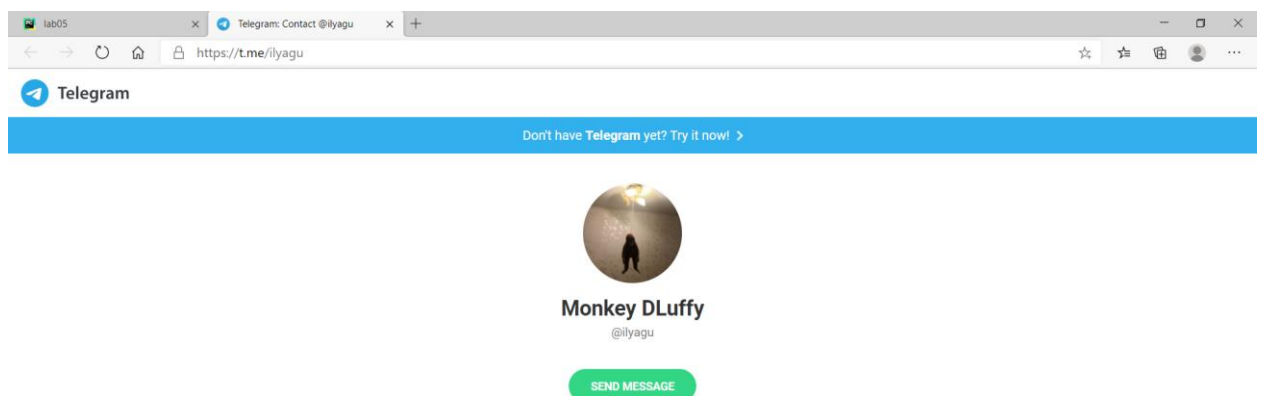 lab05
Telegram: Contact @ilyagu
https://t.me/ilyagu
Telegram
Don't have Telegram yet? Try it now!
Monkey DLuffy
@ilyagu
SEND MESSAGE